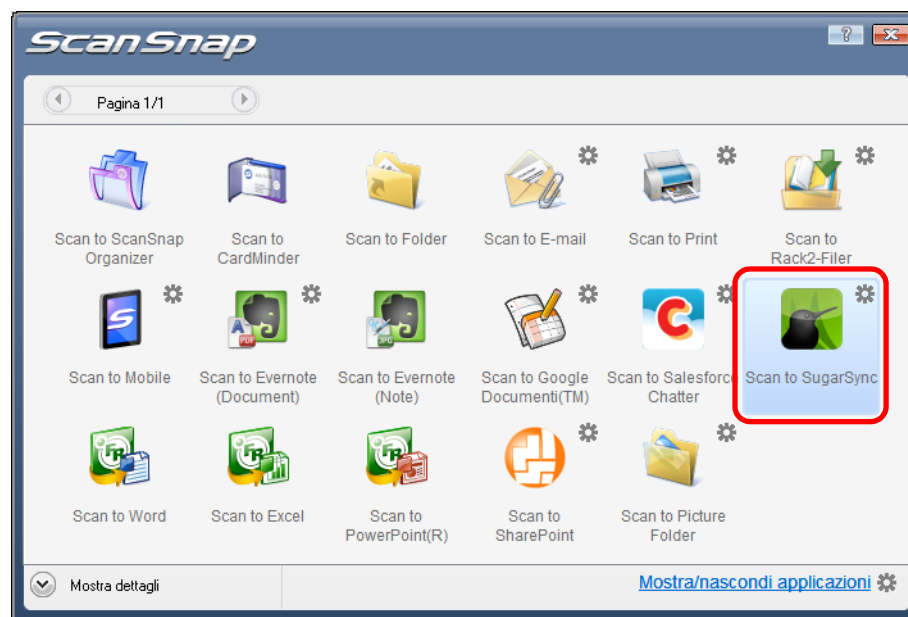 ScanSnap
Pagina 1/1
Scan to ScanSnap
Organizer
Scan to
CardMinder
Scan to Folder
Scan to E-mail
Scan to Print
Scan to
Rack2-Filer
Scan to Mobile
Scan to Evernote
(Document)
Scan to Evernote
(Note)
Scan to Google
Documenti(TM)
Scan to Salesforce
Chatter
Scan to SugarSync
Scan to Word
Scan to Excel
Scan to
PowerPoint(R)
Scan to
SharePoint
Scan to Picture
Folder
Mostra dettagli
Mostra/nascondi applicazioni